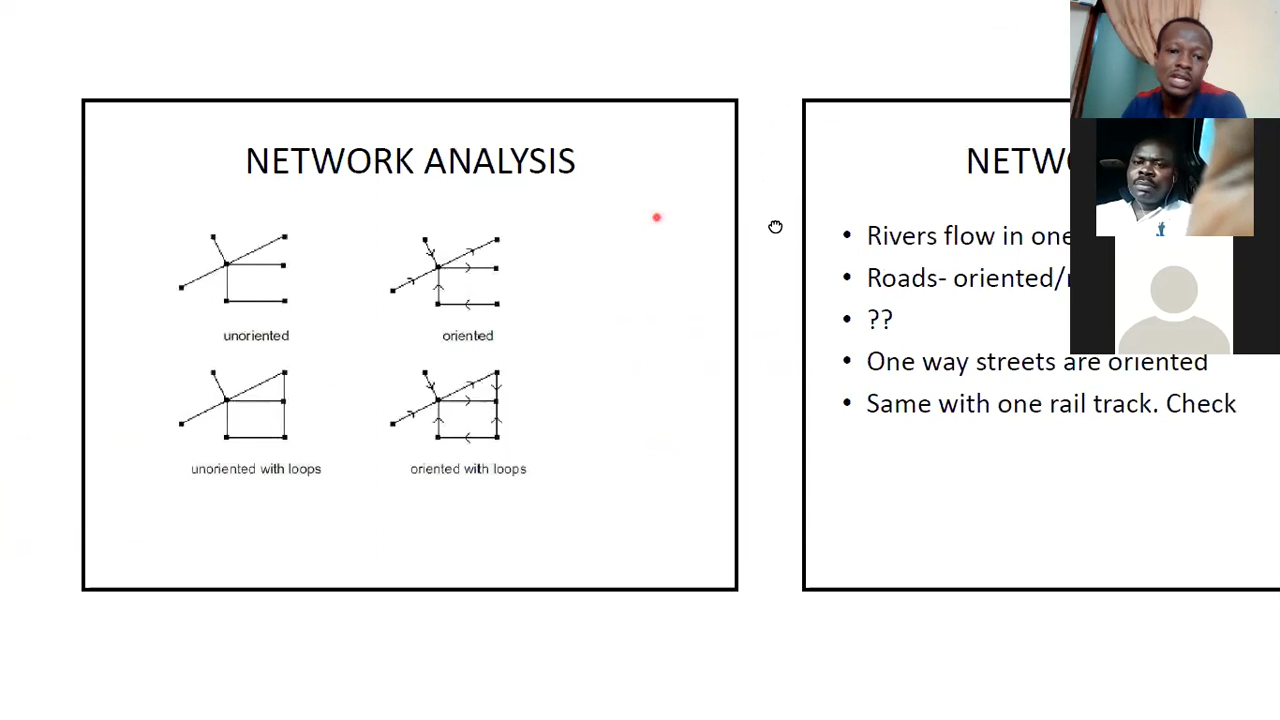 NETWORK ANALYSIS
unoriented
oriented
unoriented with loops
oriented with loops
• Rivers flow in one
• Roads- oriented/
• ??
• One way streets are oriented
• Same with one rail track. Check